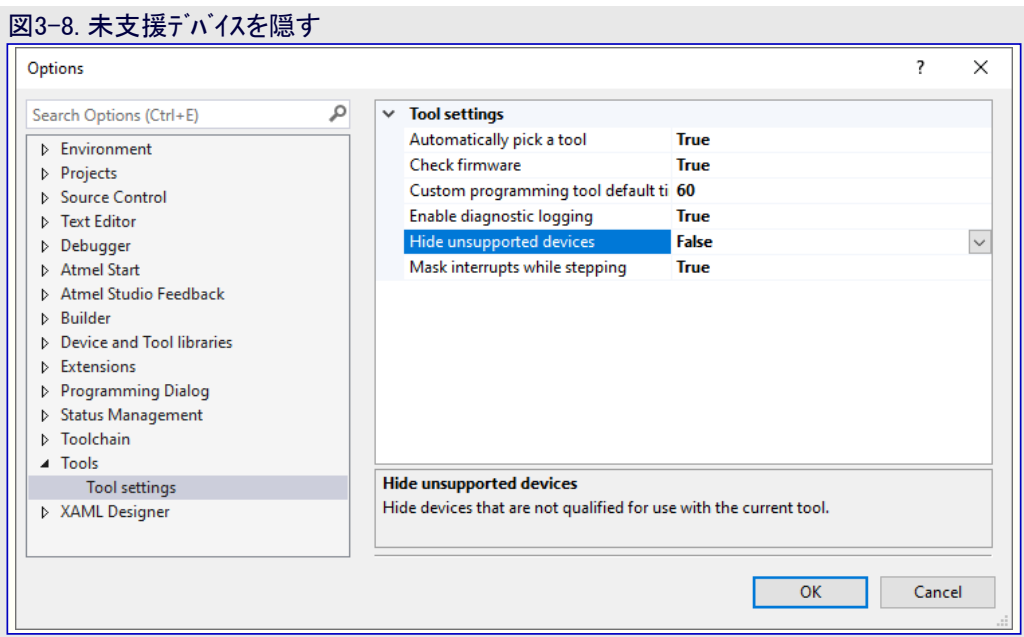 図3-8. 未支援ﾃﾞﾊﾞｲｽを隠す
Options
?
Search Options (Ctrl+E)
Environment
Projects
Source Control
Text Editor
Debugger
Atmel Start
Atmel Studio Feedback
Builder
Device and Tool libraries
Extensions
Programming Dialog
Status Management
Toolchain
Tools
Tool settings
XAML Designer
Tool settings
Automatically pick a tool True
Check firmware True
Custom programming tool default ti 60
Enable diagnostic logging True
Hide unsupported devices False
Mask interrupts while stepping True
Hide unsupported devices
Hide devices that are not qualified for use with the current tool.
OK Cancel